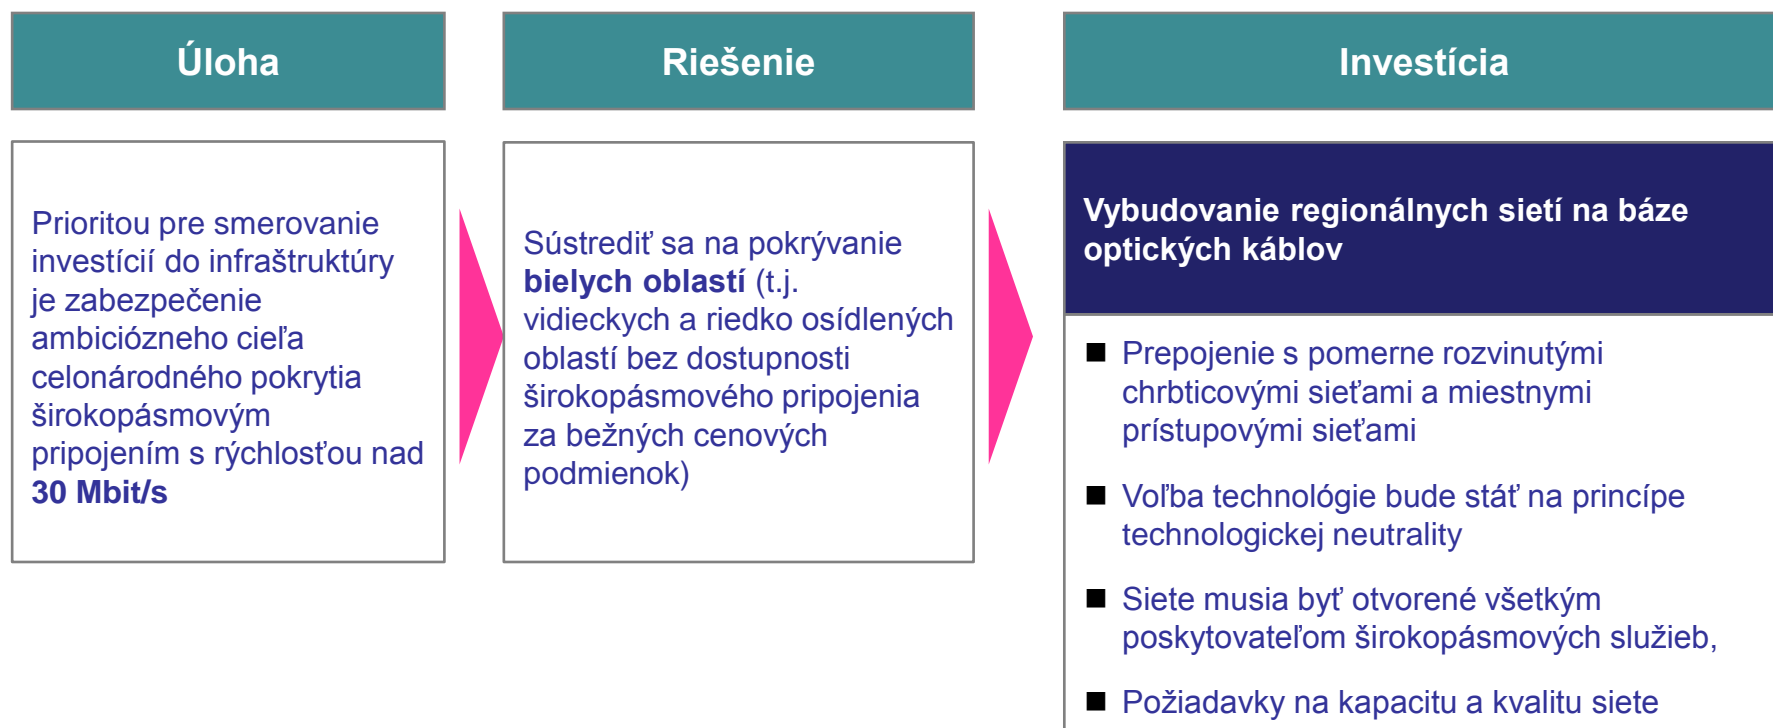 Úloha
Riešenie
Investícia
Prioritou pre smerovanie
investícií do infraštruktúry
je zabezpečenie
ambiciózneho cieľa
celonárodného pokrytia
širokopásmovým
pripojením s rýchlosťou nad
30 Mbit/s
Sústrediť sa na pokrývanie
bielych oblastí (t.j.
vidieckych a riedko osídlených
oblastí bez dostupnosti
širokopásmového pripojenia
za bežných cenových
podmienok)
Vybudovanie regionálnych sietí na báze
optických káblov
Prepojenie s pomerne rozvinutými
chrbticovými sieťami a miestnymi
prístupovými sieťami
Voľba technológie bude stáť na princípe
technologickej neutrality
Siete musia byť otvorené všetkým
poskytovateľom širokopásmových služieb,
Požiadavky na kapacitu a kvalitu siete